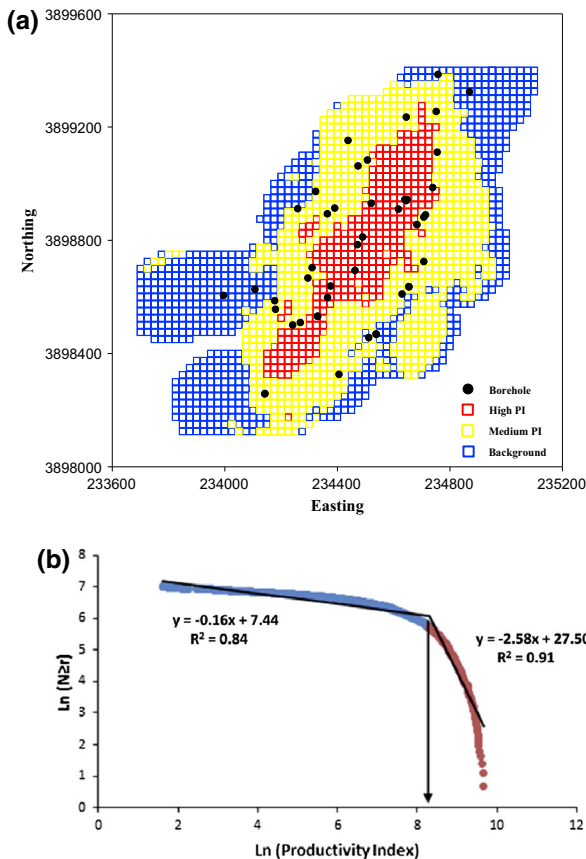 (a)
3899600
3899200
3898800
3898400
3898000
Northing
Borehole
High PI
Medium PI
Background
233600
234000
234400
234800
235200
Easting
(b)
8
7
6
5
4
3
2
1
0
Ln (N≥r)
y = -0.16x + 7.44
R² = 0.84
y = -2.58x + 27.50
R² = 0.91
0
2
4
6
8
10
12
Ln (Productivity Index)